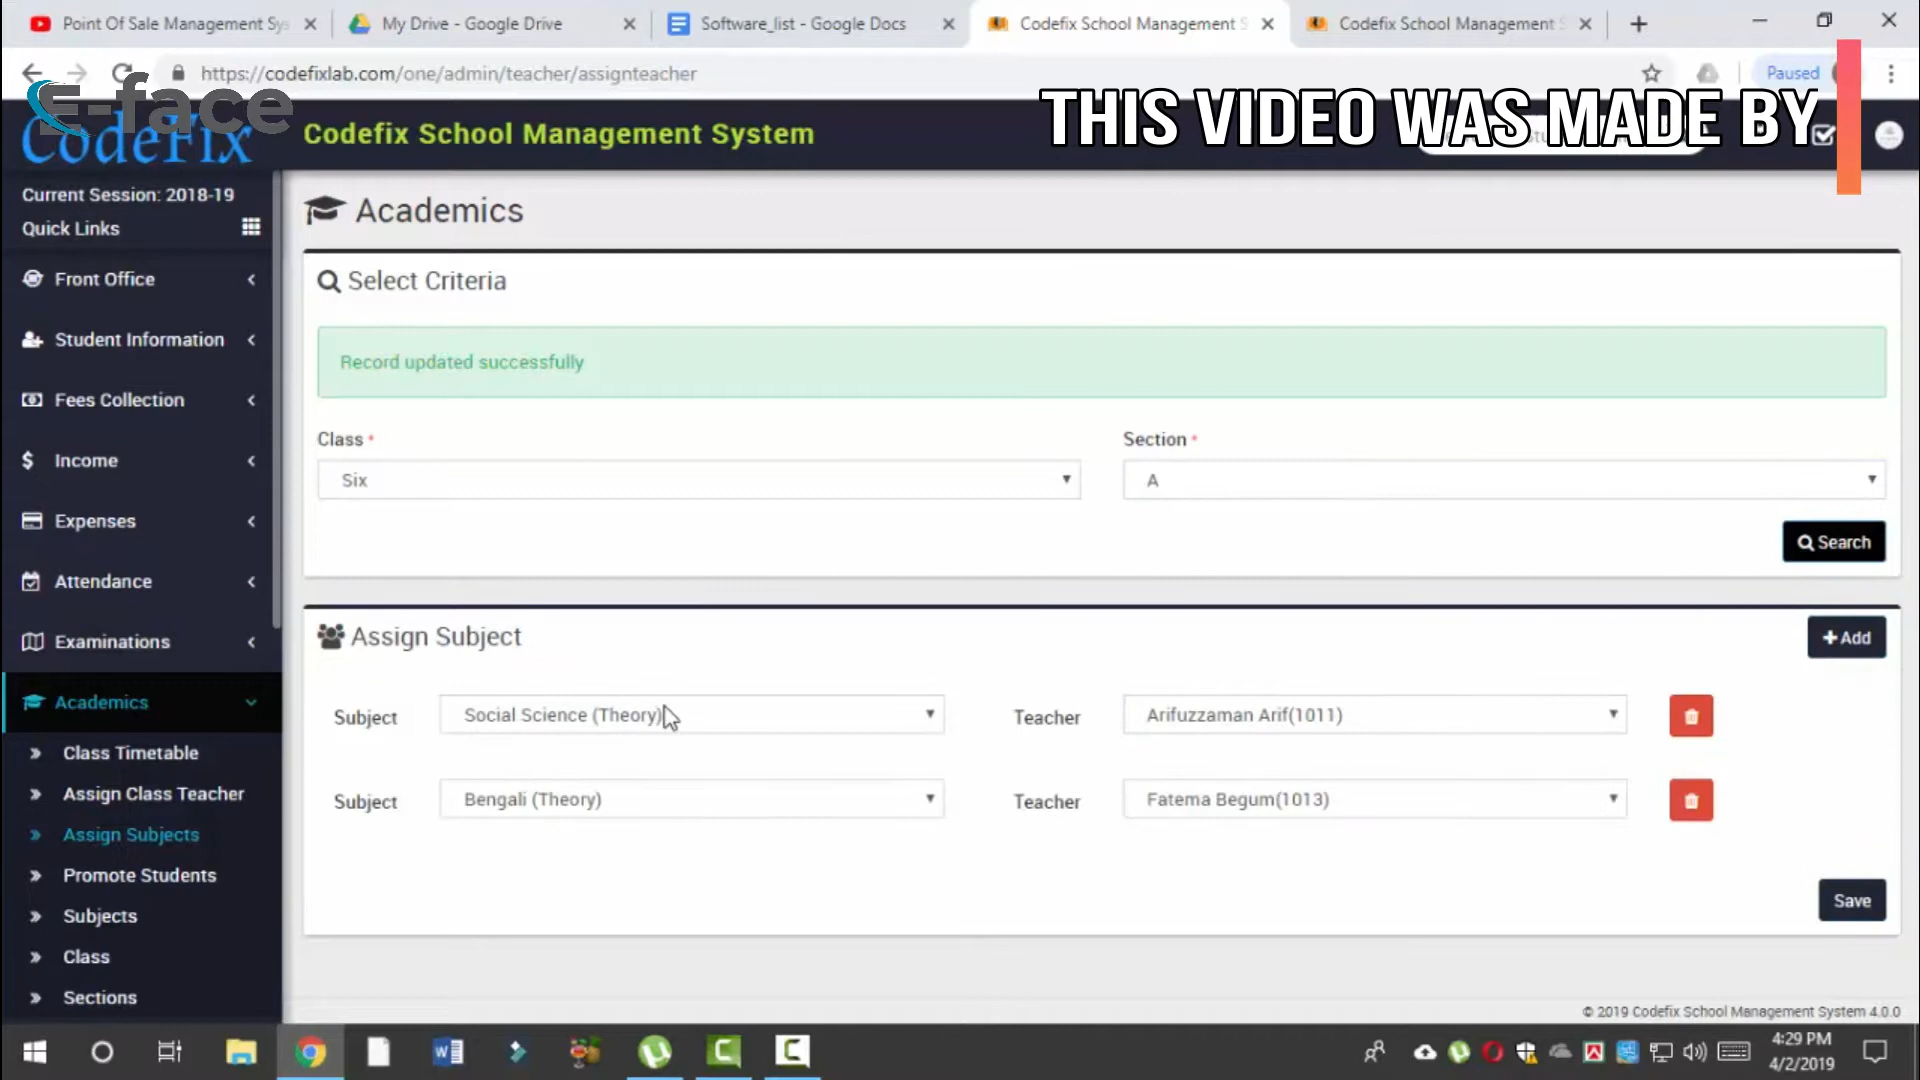 Point Of Sale Management Sys
My Drive - Google Drive
Software_list - Google Docs
Codefix School Management S
Codefix School Management S
https://codefixlab.com/one/admin/teacher/assignteacher
Paused
E-face
CodeFix
Codefix School Management System
THIS VIDEO WAS MADE BY
Current Session: 2018-19
Quick Links
Front Office
Student Information
Fees Collection
Income
Expenses
Attendance
Examinations
Academics
Class Timetable
Assign Class Teacher
Assign Subjects
Promote Students
Subjects
Class
Sections
Academics
Select Criteria
Record updated successfully
Class *
Section *
Six
A
Search
Assign Subject
+Add
Subject
Social Science (Theory)
Teacher
Arifuzzaman Arif(1011)
Subject
Bengali (Theory)
Teacher
Fatema Begum(1013)
Save
© 2019 Codefix School Management System 4.0.0
4:29 PM
4/2/2019